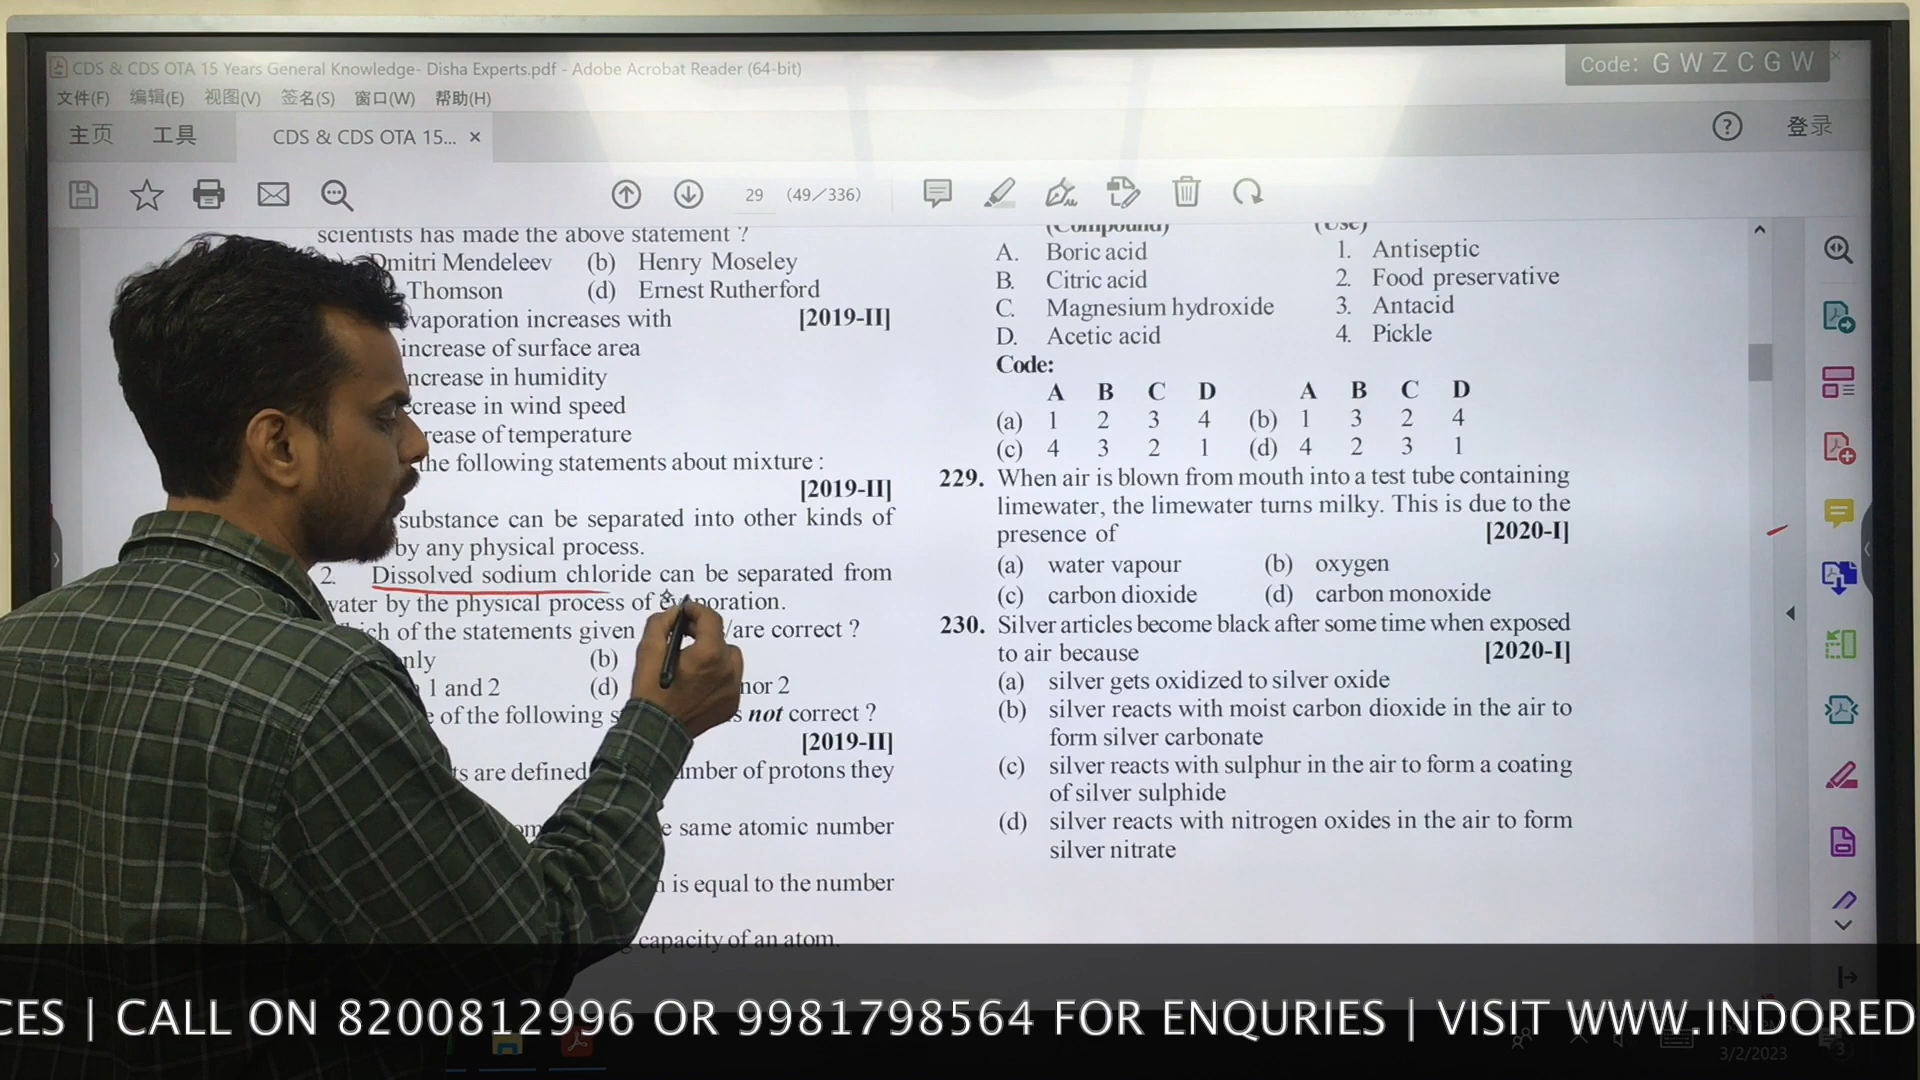 CDS & CDS OTA 15 Years General Knowledge- Disha Experts.pdf - Adobe Acrobat Reader (64-bit)
Code: G W Z C G W
文件(F) 编辑(E) 视图(V) 签名(S) 窗口(W) 帮助(H)
主页 工具 CDS & CDS OTA 15... ×
登录
29 (49/336)
scientists has made the above statement ?
Dmitri Mendeleev (b) Henry Moseley
Thomson (d) Ernest Rutherford
increases with [2019-II]
increase of surface area
in humidity
in wind speed
of temperature
the following statements about mixture :
[2019-II]
substance can be separated into other kinds of
by any physical process.
2. Dissolved sodium chloride can be separated from
water by the physical process of evaporation.
of the statements given /are correct ?
(b)
1 and 2 (d) nor 2
of the following not correct ?
[2019-II]
are defined number of protons they
same atomic number
is equal to the number
capacity of an atom.
(Compound) (Use)
A. Boric acid 1. Antiseptic
B. Citric acid 2. Food preservative
C. Magnesium hydroxide 3. Antacid
D. Acetic acid 4. Pickle
Code:
A B C D A B C D
(a) 1 2 3 4 (b) 1 3 2 4
(c) 4 3 2 1 (d) 4 2 3 1
229. When air is blown from mouth into a test tube containing
limewater, the limewater turns milky. This is due to the
presence of [2020-I]
(a) water vapour (b) oxygen
(c) carbon dioxide (d) carbon monoxide
230. Silver articles become black after some time when exposed
to air because [2020-I]
(a) silver gets oxidized to silver oxide
(b) silver reacts with moist carbon dioxide in the air to
form silver carbonate
(c) silver reacts with sulphur in the air to form a coating
of silver sulphide
(d) silver reacts with nitrogen oxides in the air to form
silver nitrate
CES | CALL ON 8200812996 OR 9981798564 FOR ENQURIES | VISIT WWW.INDORED
3/2/2023